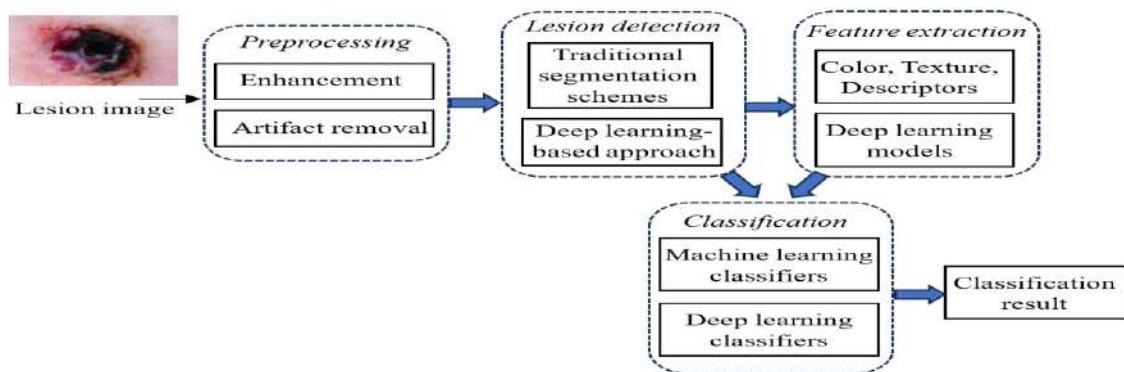 Lesion image
Preprocessing
Enhancement
Artifact removal
Lesion detection
Traditional
segmentation
schemes
Deep learning-
based approach
Feature extraction
Color, Texture,
Descriptors
Deep learning
models
Classification
Machine learning
classifiers
Deep learning
classifiers
Classification
result